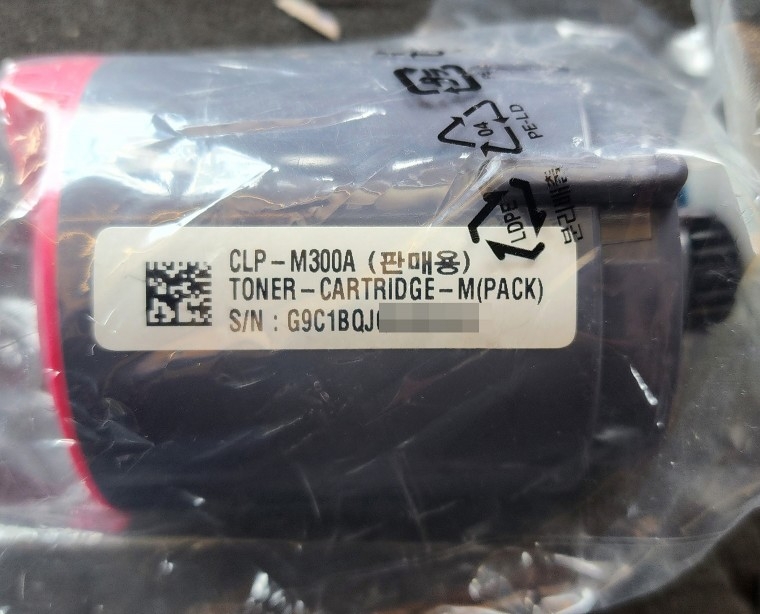 04
PE-LD
LDPE
분리배출
CLP-M300A (판매용)
TONER-CARTRIDGE-M(PACK)
S/N : G9C1BQJ